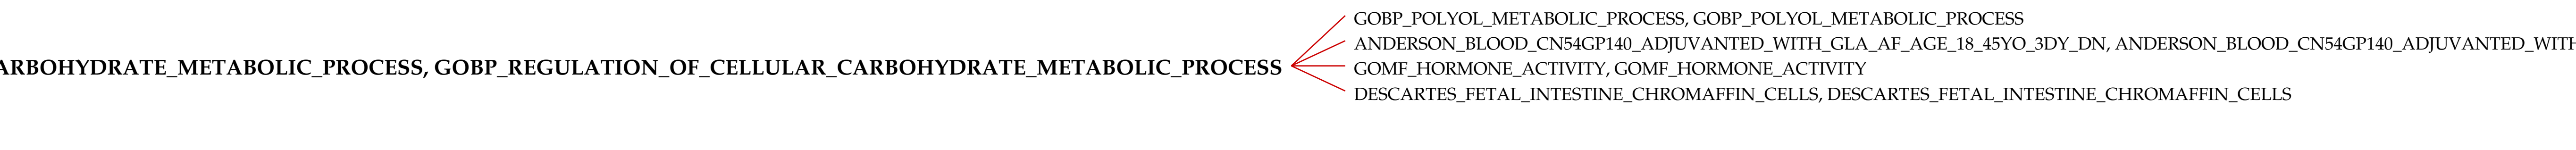 GOBP_POLYOL_METABOLIC_PROCESS, GOBP_POLYOL_METABOLIC_PROCESS
ANDERSON_BLOOD_CN54GP140_ADJUVANTED_WITH_GLA_AF_AGE_18_45YO_3DY_DN, ANDERSON_BLOOD_CN54GP140_ADJUVANTED_WITH
ARBOHYDRATE_METABOLIC_PROCESS, GOBP_REGULATION_OF_CELLULAR_CARBOHYDRATE_METABOLIC_PROCESS
GOMF_HORMONE_ACTIVITY, GOMF_HORMONE_ACTIVITY
DESCARTES_FETAL_INTESTINE_CHROMAFFIN_CELLS, DESCARTES_FETAL_INTESTINE_CHROMAFFIN_CELLS